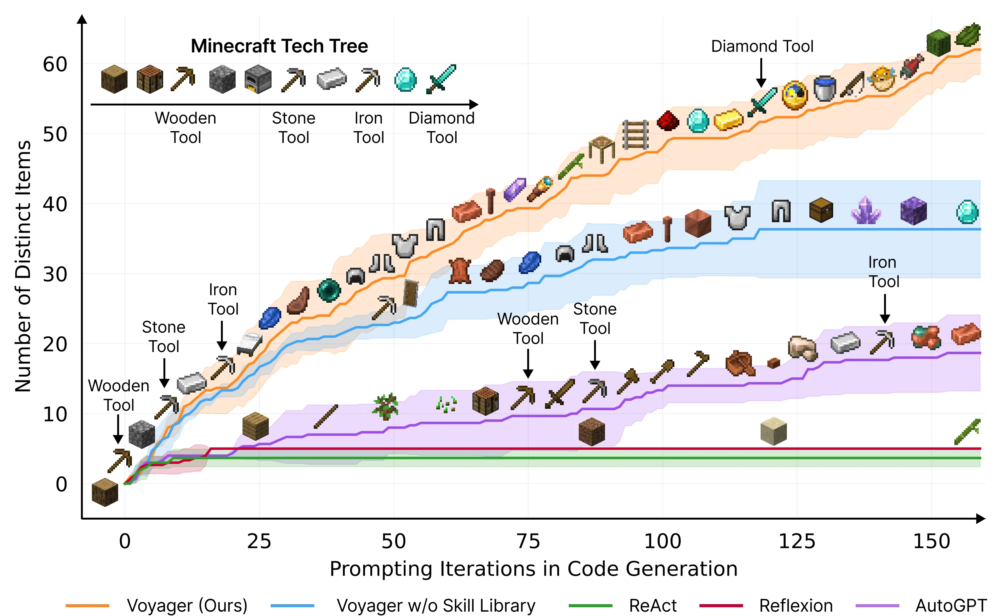 Minecraft Tech Tree
Wooden
Tool
Stone
Tool
Iron
Tool
Diamond
Tool
Diamond Tool
Number of Distinct Items
60
50
40
30
20
10
0
Wooden
Tool
Stone
Tool
Iron
Tool
Wooden
Tool
Stone
Tool
Iron
Tool
0
25
50
75
100
125
150
Prompting Iterations in Code Generation
Voyager (Ours)
Voyager w/o Skill Library
ReAct
Reflexion
AutoGPT